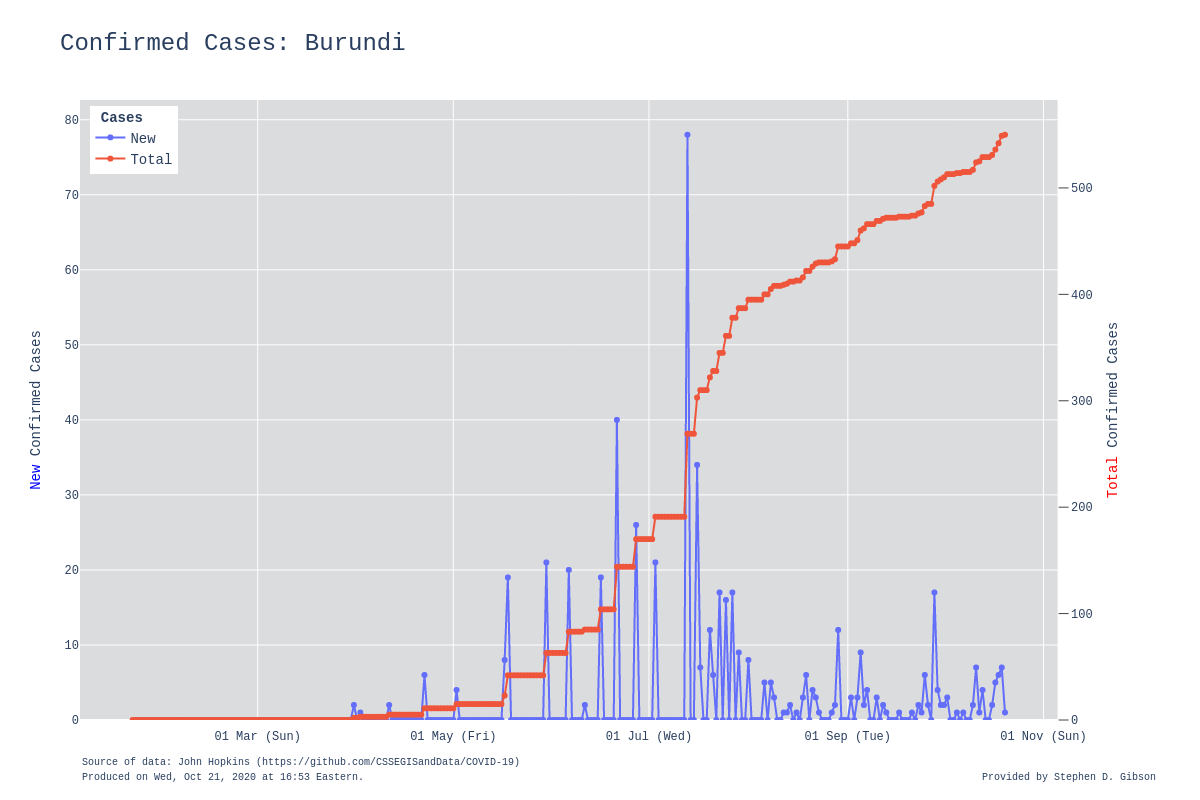 Confirmed Cases: Burundi
Cases
New
Total
80
70
60
50
40
30
20
10
0
New Confirmed Cases
500
400
300
200
100
0
Total Confirmed Cases
01 Mar (Sun)
01 May (Fri)
01 Jul (Wed)
01 Sep (Tue)
01 Nov (Sun)
Source of data: John Hopkins (https://github.com/CSSEGISandData/COVID-19)
Produced on Wed, Oct 21, 2020 at 16:53 Eastern.
Provided by Stephen D. Gibson